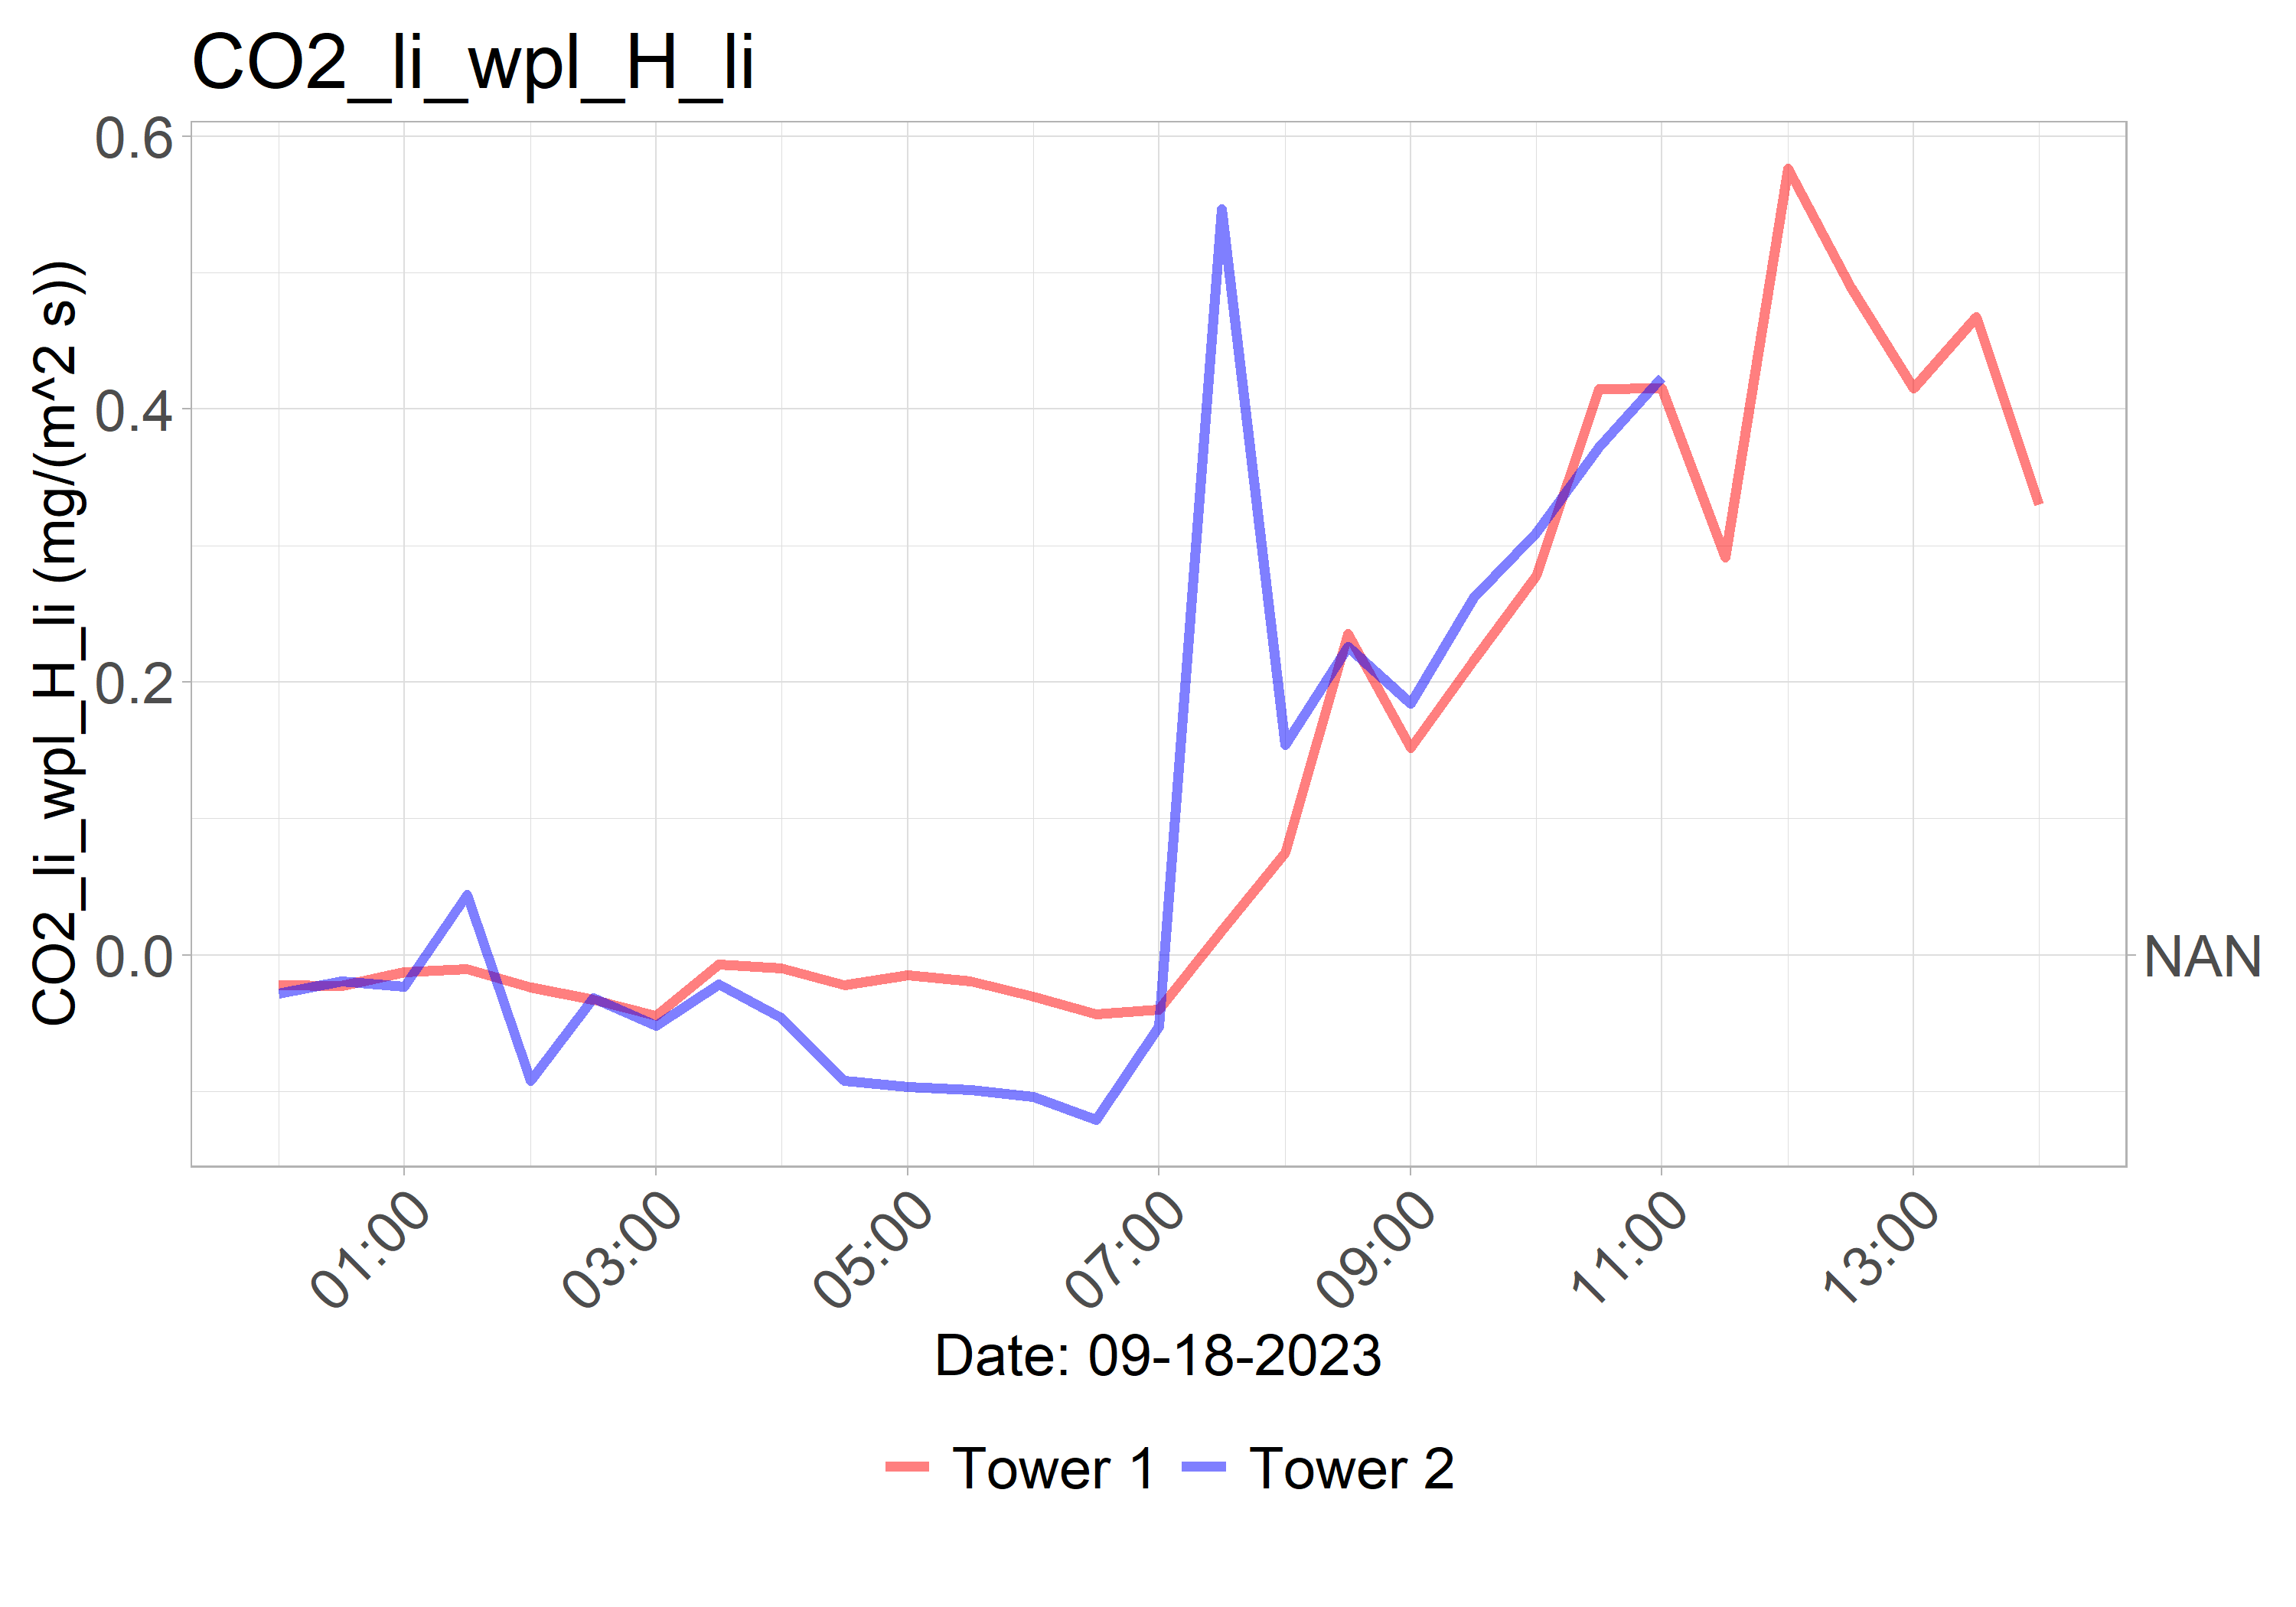 CO2_li_wpl_H_li
CO2_li_wpl_H_li (mg/(m^2 s))
0.6
0.4
0.2
0.0
NAN
01:00
03:00
05:00
07:00
09:00
11:00
13:00
Date: 09-18-2023
Tower 1
Tower 2